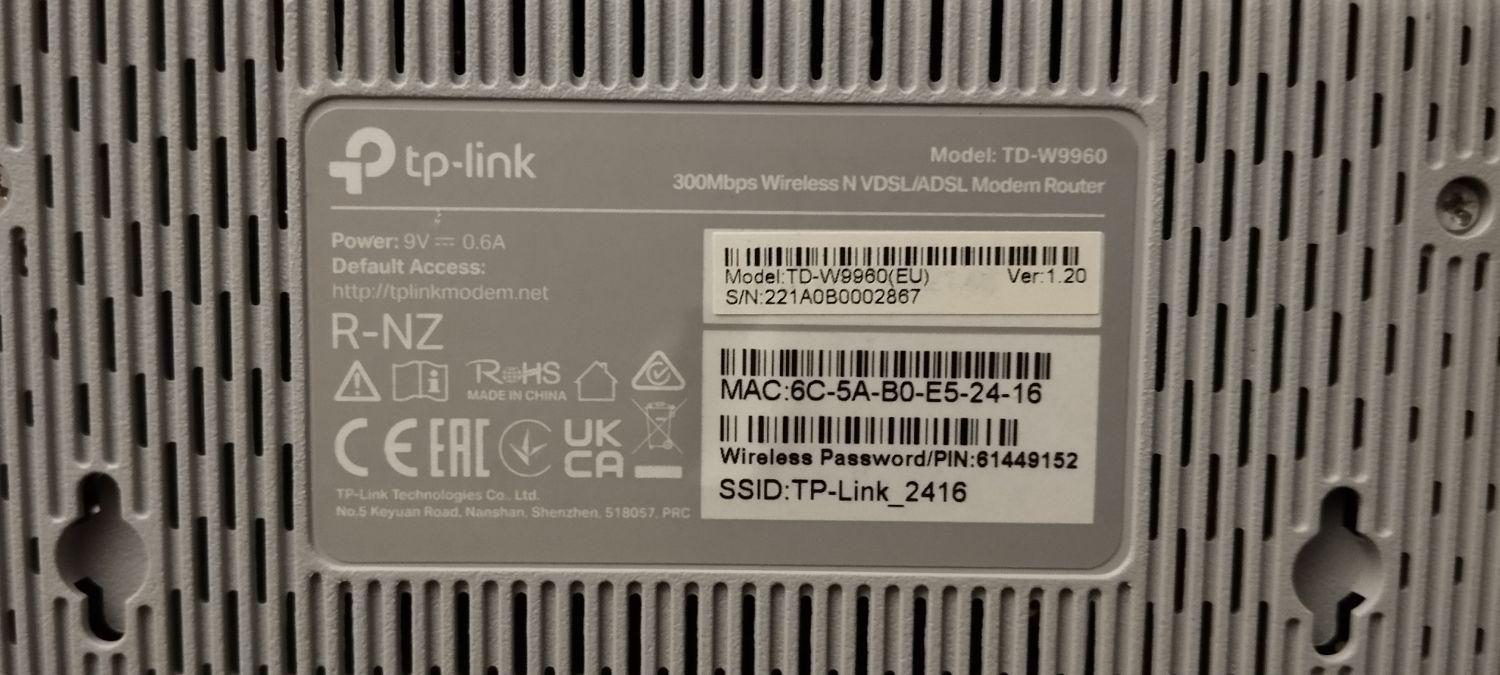 tp-link
Model: TD-W9960
300Mbps Wireless N VDSL/ADSL Modem Router
Power: 9V ⎓ 0.6A
Default Access:
http://tplinkmodem.net
R-NZ
RoHS
MADE IN CHINA
CE EAC UK
CA
TP-Link Technologies Co., Ltd.
No.5 Keyuan Road, Nanshan, Shenzhen, 518057, PRC
Model:TD-W9960(EU) Ver:1.20
S/N:221A0B0002867
MAC:6C-5A-B0-E5-24-16
Wireless Password/PIN:61449152
SSID:TP-Link_2416